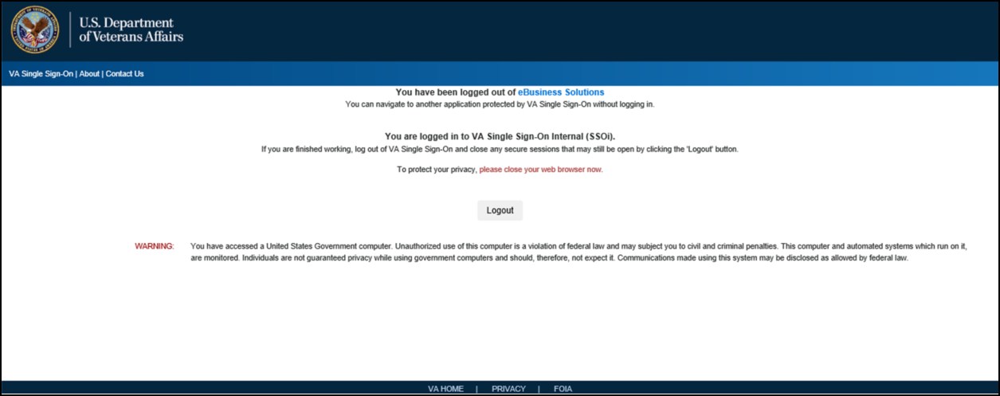 U.S. Department
of Veterans Affairs
VA Single Sign-On | About | Contact Us
You have been logged out of eBusiness Solutions
You can navigate to another application protected by VA Single Sign-On without logging in.
You are logged in to VA Single Sign-On Internal (SSOi).
If you are finished working, log out of VA Single Sign-On and close any secure sessions that may still be open by clicking the 'Logout' button.
To protect your privacy, please close your web browser now.
Logout
WARNING: You have accessed a United States Government computer. Unauthorized use of this computer is a violation of federal law and may subject you to civil and criminal penalties. This computer and automated systems which run on it,
are monitored. Individuals are not guaranteed privacy while using government computers and should, therefore, not expect it. Communications made using this system may be disclosed as allowed by federal law.
VA HOME | PRIVACY | FOIA